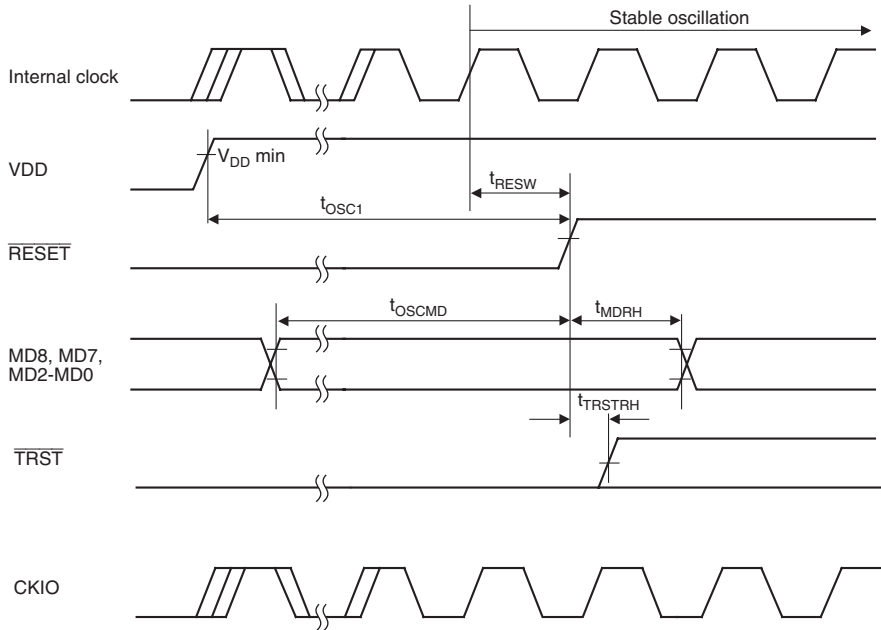 Stable oscillation
Internal clock
VDD
VDD min
tRESW
tOSC1
RESET
tOSCMD
tMDRH
MD8, MD7,
MD2-MD0
tTRSTRH
TRST
CKIO